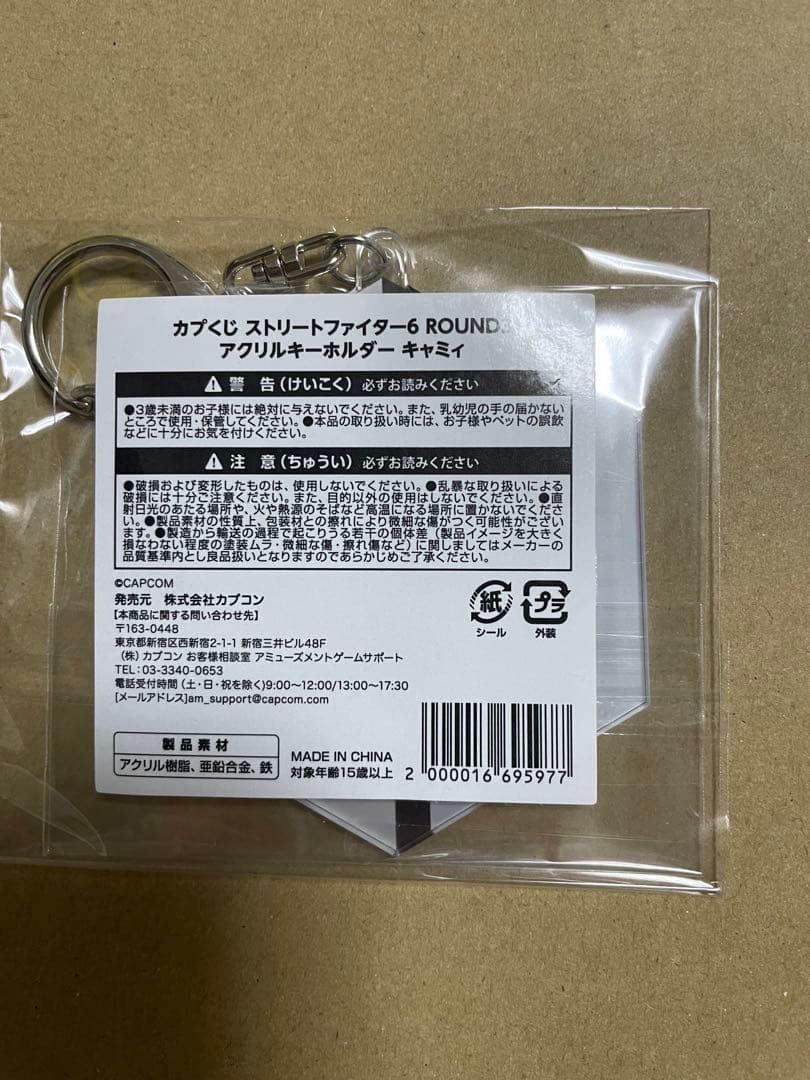 カプくじ ストリートファイター6 ROUND3
アクリルキーホルダー キャミィ
警 告(けいこく) 必ずお読みください
●3歳未満のお子様には絶対に与えないでください。また、乳幼児の手の届かない
ところで使用・保管してください。●本品の取り扱い時には、お子様やペットの誤飲
などに十分にお気を付けください。
注 意(ちゅうい) 必ずお読みください
●破損および変形したものは、使用しないでください。●乱暴な取り扱いによる
破損には十分ご注意ください。また、目的以外の使用はしないでください。●直
射日光のあたる場所や、火や熱源のそばなど高温になる場所に置かないでくださ
い。●製品素材の性質上、包装材との擦れにより微細な傷がつく可能性がござい
ます。●製造から輸送の過程で起こりうる若干の個体差(製品イメージを大きく
損なわない程度の塗装ムラ・微細な傷・擦れ傷など)に関しましてはメーカーの
品質基準内とし良品扱いとなりますのであらかじめご了承ください。
©CAPCOM
発売元 株式会社カプコン
【本商品に関する問い合わせ先】
〒163-0448
東京都新宿区西新宿2-1-1 新宿三井ビル48F
(株)カプコン お客様相談室 アミューズメントゲームサポート
TEL:03-3340-0653
電話受付時間(土・日・祝を除く)9:00~12:00/13:00~17:30
[メールアドレス]am_support@capcom.com
紙
シール
プラ
外装
製品素材
アクリル樹脂、亜鉛合金、鉄
MADE IN CHINA
対象年齢15歳以上
2 000016 695977